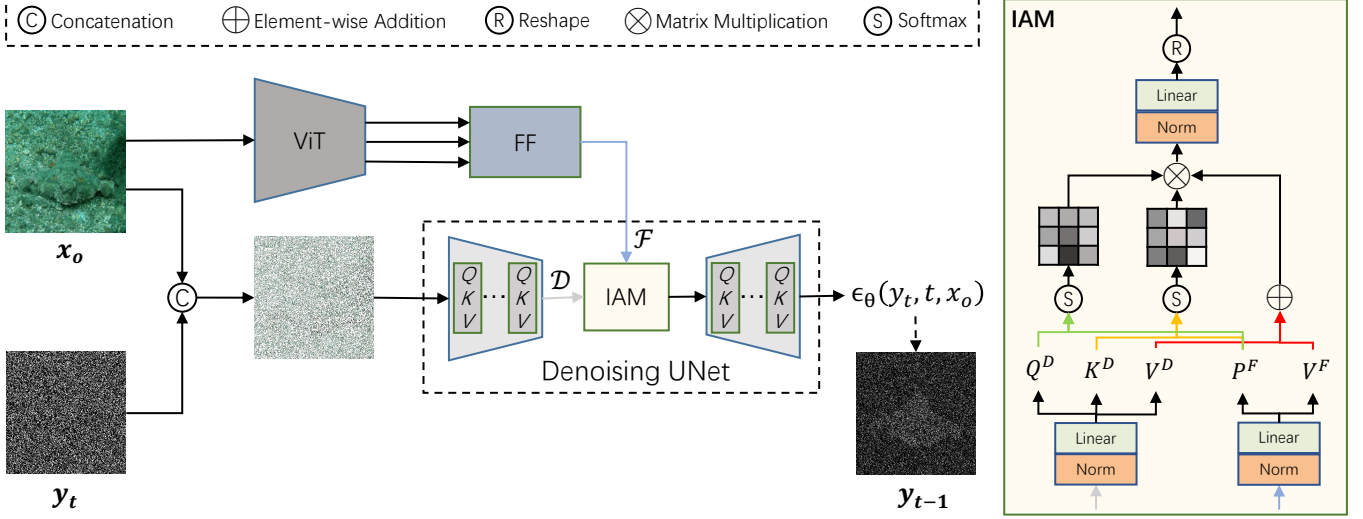 C Concatenation
Element-wise Addition
R Reshape
Matrix Multiplication
S Softmax
ViT
FF
x_o
C
y_t
ℱ
𝒟
Q
K
V
...
Q
K
V
IAM
Q
K
V
...
Q
K
V
Denoising UNet
ϵ_θ(y_t, t, x_o)
y_{t−1}
IAM
R
Linear
Norm
S
S
Q^D K^D V^D P^F V^F
Linear
Norm
Linear
Norm